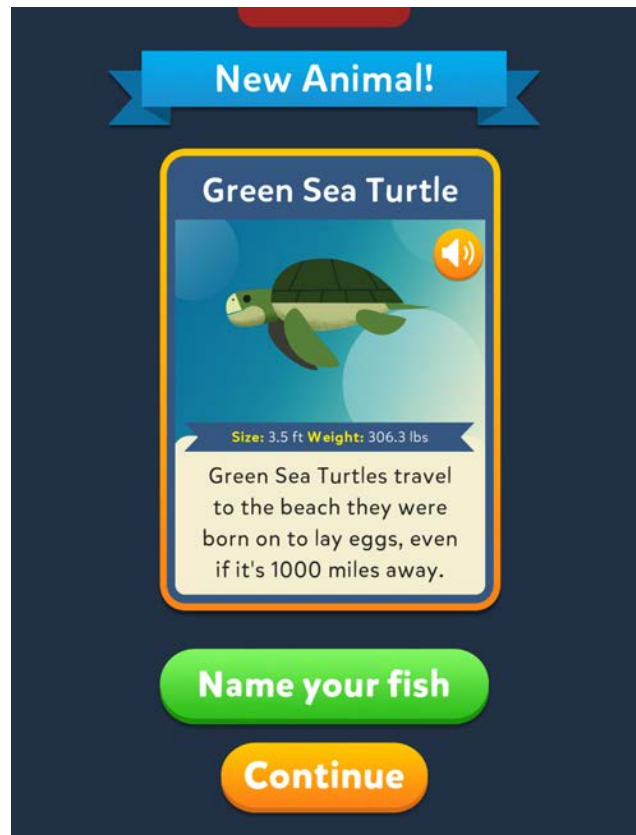 New Animal!
Green Sea Turtle
Size: 3.5 ft Weight: 306.3 lbs
Green Sea Turtles travel
to the beach they were
born on to lay eggs, even
if it's 1000 miles away.
Name your fish
Continue